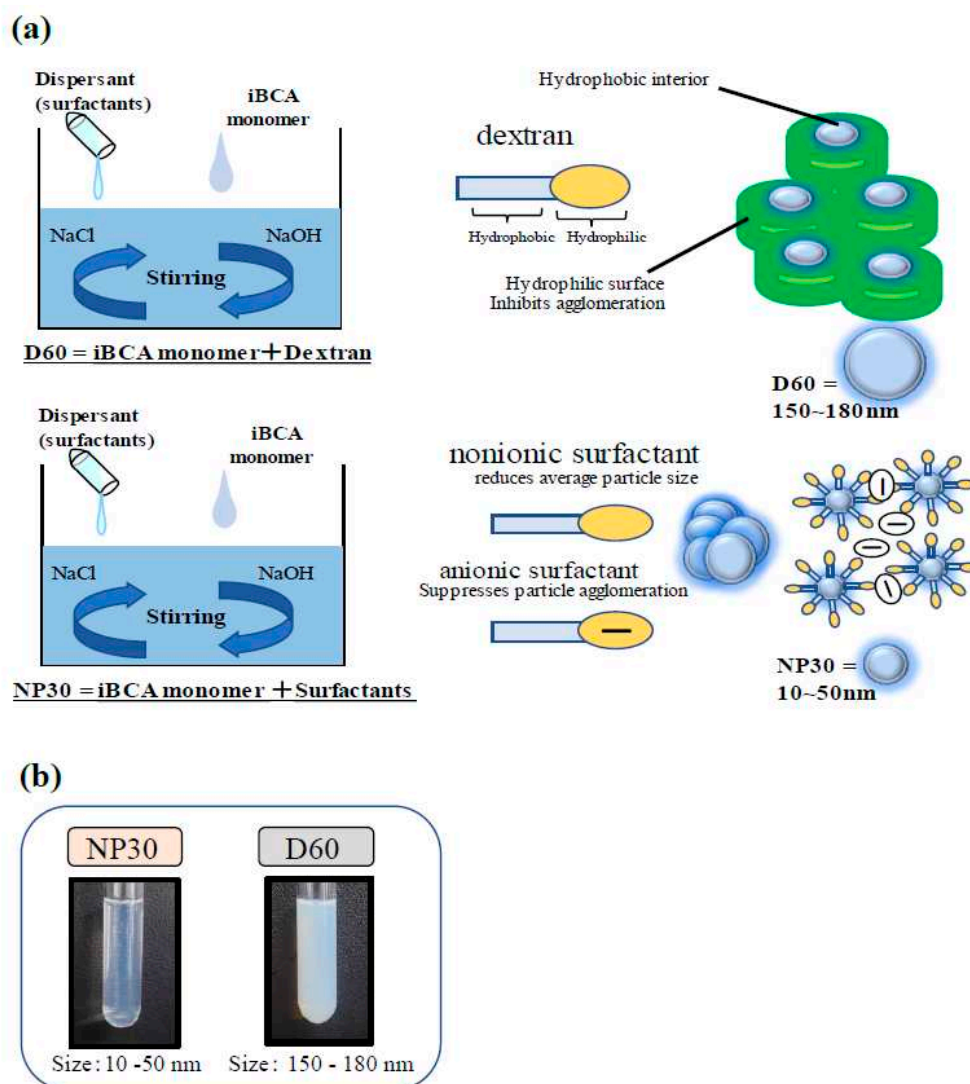 (a)
Dispersant
(surfactants)
iBCA
monomer
NaCl
NaOH
Stirring
D60 = iBCA monomer+Dextran
Hydrophobic interior
dextran
Hydrophobic
Hydrophilic
Hydrophilic surface
Inhibits agglomeration
D60 =
150~180nm
Dispersant
(surfactants)
iBCA
monomer
NaCl
NaOH
Stirring
NP30 = iBCA monomer +Surfactants
nonionic surfactant
reduces average particle size
anionic surfactant
Suppresses particle agglomeration
NP30 =
10~50nm
(b)
NP30
D60
Size: 10 -50 nm
Size: 150 - 180 nm